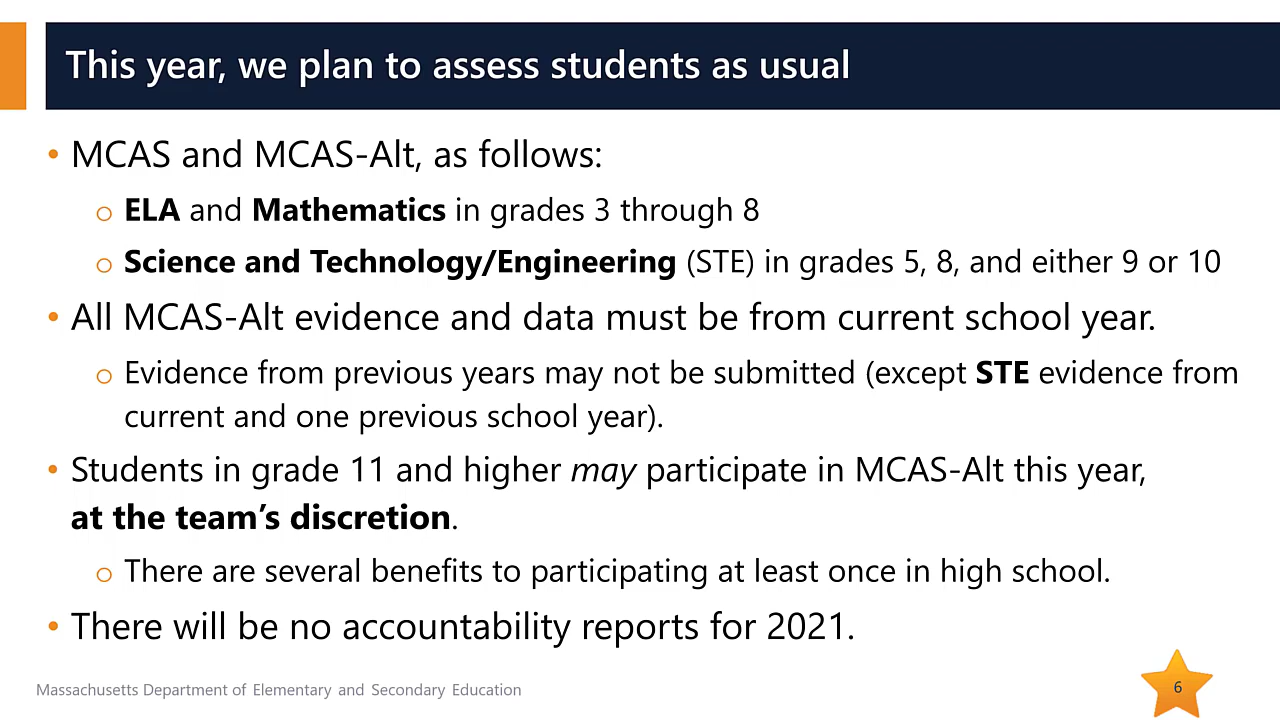 This year, we plan to assess students as usual
• MCAS and MCAS-Alt, as follows:
o ELA and Mathematics in grades 3 through 8
o Science and Technology/Engineering (STE) in grades 5, 8, and either 9 or 10
• All MCAS-Alt evidence and data must be from current school year.
o Evidence from previous years may not be submitted (except STE evidence from
current and one previous school year).
• Students in grade 11 and higher may participate in MCAS-Alt this year,
at the team’s discretion.
o There are several benefits to participating at least once in high school.
• There will be no accountability reports for 2021.
Massachusetts Department of Elementary and Secondary Education
6